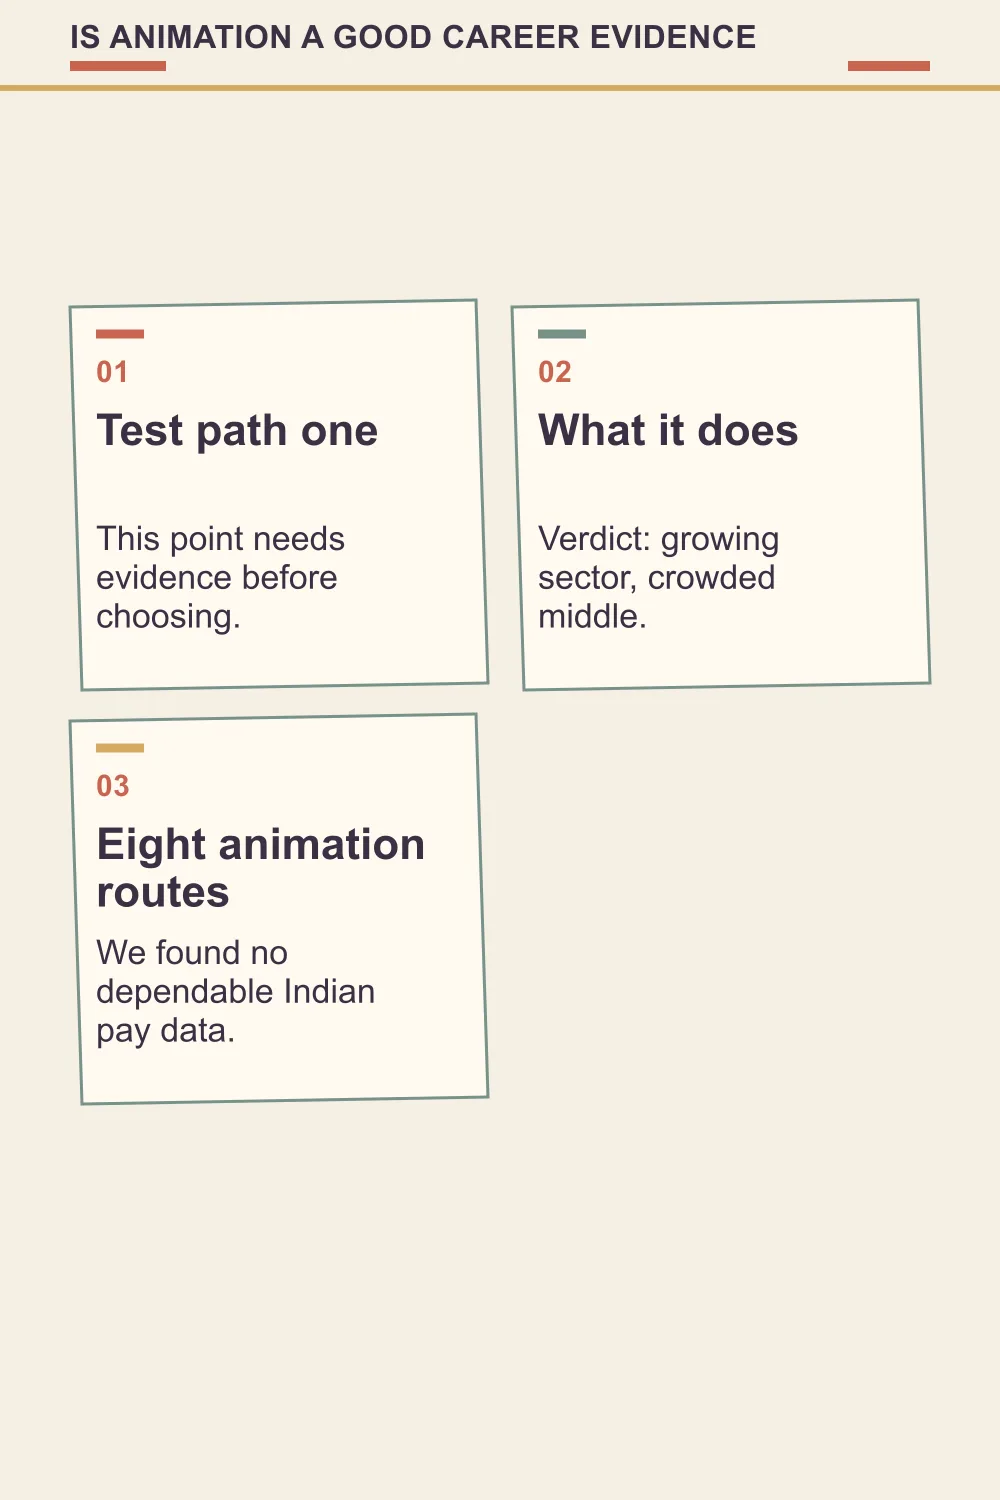 IS ANIMATION A GOOD CAREER EVIDENCE
01
Test path one
This point needs
evidence before
choosing.
02
What it does
Verdict: growing
sector, crowded
middle.
03
Eight animation
routes
We found no
dependable Indian
pay data.